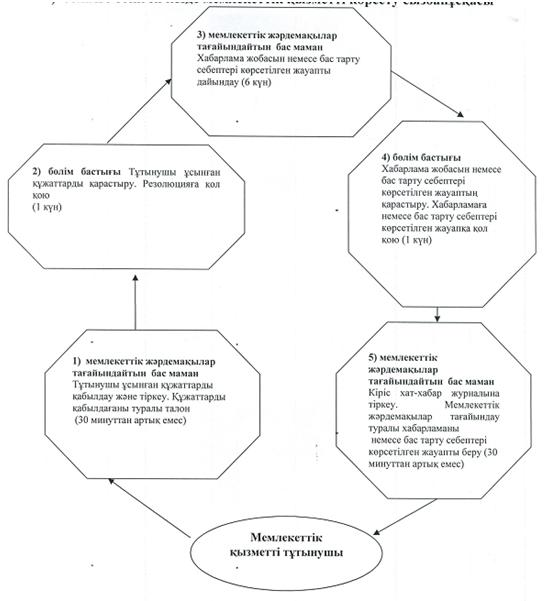 қызметті көрсету сызбанұсқасы
3) мемлекеттік жәрдемақылар
тағайындайтын бас маман
Хабарлама жобасын немесе бас тарту
себептері көрсетілген жауапты
дайындау (6 күн)
2) бөлім бастығы Тұтынушы ұсынған
құжаттарды қарастыру. Резолюцияға қол
қою
(1 күн)
4) бөлім бастығы
Хабарлама жобасын немесе
бас тарту себептері
көрсетілген жауаптың
қарастыру. Хабарламаға
немесе бас тарту себептері
көрсетілген жауапқа қол
қою (1 күн)
1) мемлекеттік жәрдемақылар
тағайындайтын бас маман
Тұтынушы ұсынған құжаттарды
қабылдау және тіркеу. Құжаттарды
қабылдағаны туралы талон
(30 минуттан артық емес)
5) мемлекеттік
жәрдемақылар
тағайындайтын бас маман
Кіріс хат-хабар журналына
тіркеу. Мемлекеттік
жәрдемақылар тағайындау
туралы хабарламаны
немесе бас тарту себептері
көрсетілген жауапты беру (30
минуттан артық емес)
Мемлекеттік
қызметті тұтынушы